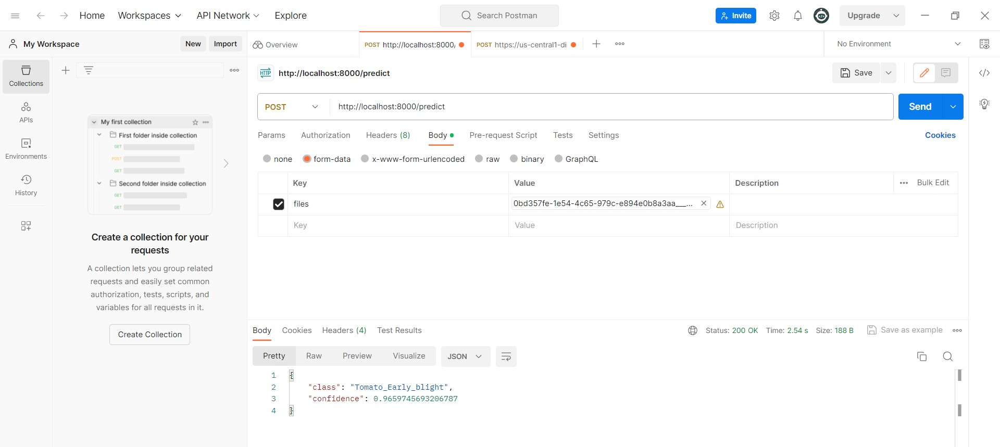 Home Workspaces API Network Explore Search Postman Invite Upgrade
My Workspace New Import Overview POST http://localhost:8000/ POST https://us-central1-di No Environment
Collections
APIs
Environments
History
My first collection
First folder inside collection
GET
POST
GET
Second folder inside collection
GET
GET
Create a collection for your
requests
A collection lets you group related
requests and easily set common
authorization, tests, scripts, and
variables for all requests in it.
Create Collection
HTTP http://localhost:8000/predict Save
POST http://localhost:8000/predict Send
Params Authorization Headers (8) Body Pre-request Script Tests Settings Cookies
none form-data x-www-form-urlencoded raw binary GraphQL
Key Value Description Bulk Edit
files 0bd357fe-1e54-4c65-979c-e894e0b8a3aa___...
Key Value Description
Body Cookies Headers (4) Test Results Status: 200 OK Time: 2.54 s Size: 188 B Save as example
Pretty Raw Preview Visualize JSON
1 {
2 "class": "Tomato_Early_blight",
3 "confidence": 0.9659745693206787
4 }